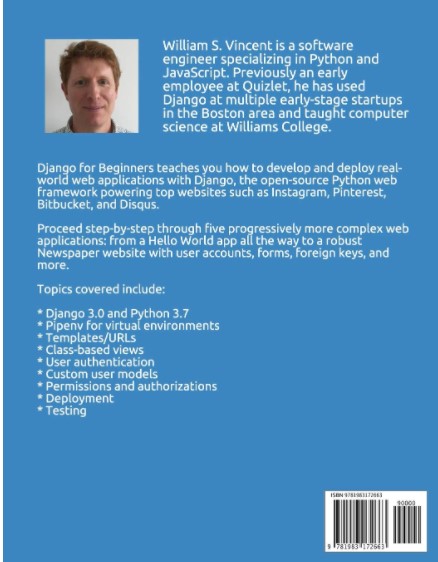 William S. Vincent is a software
engineer specializing in Python and
JavaScript. Previously an early
employee at Quizlet, he has used
Django at multiple early-stage startups
in the Boston area and taught computer
science at Williams College.
Django for Beginners teaches you how to develop and deploy real-
world web applications with Django, the open-source Python web
framework powering top websites such as Instagram, Pinterest,
Bitbucket, and Disqus.
Proceed step-by-step through five progressively more complex web
applications: from a Hello World app all the way to a robust
Newspaper website with user accounts, forms, foreign keys, and
more.
Topics covered include:
* Django 3.0 and Python 3.7
* Pipenv for virtual environments
* Templates/URLs
* Class-based views
* User authentication
* Custom user models
* Permissions and authorizations
* Deployment
* Testing
ISBN 9781983172663
90000
9 781983 172663